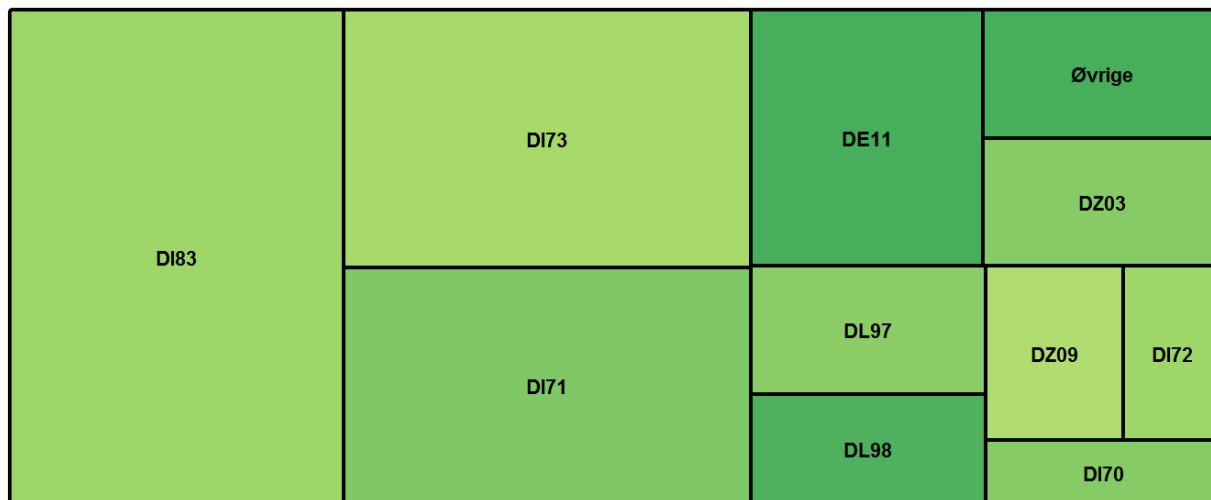 DI83
DI73
DI71
DE11
Øvrige
DZ03
DL97
DL98
DZ09
DI72
DI70